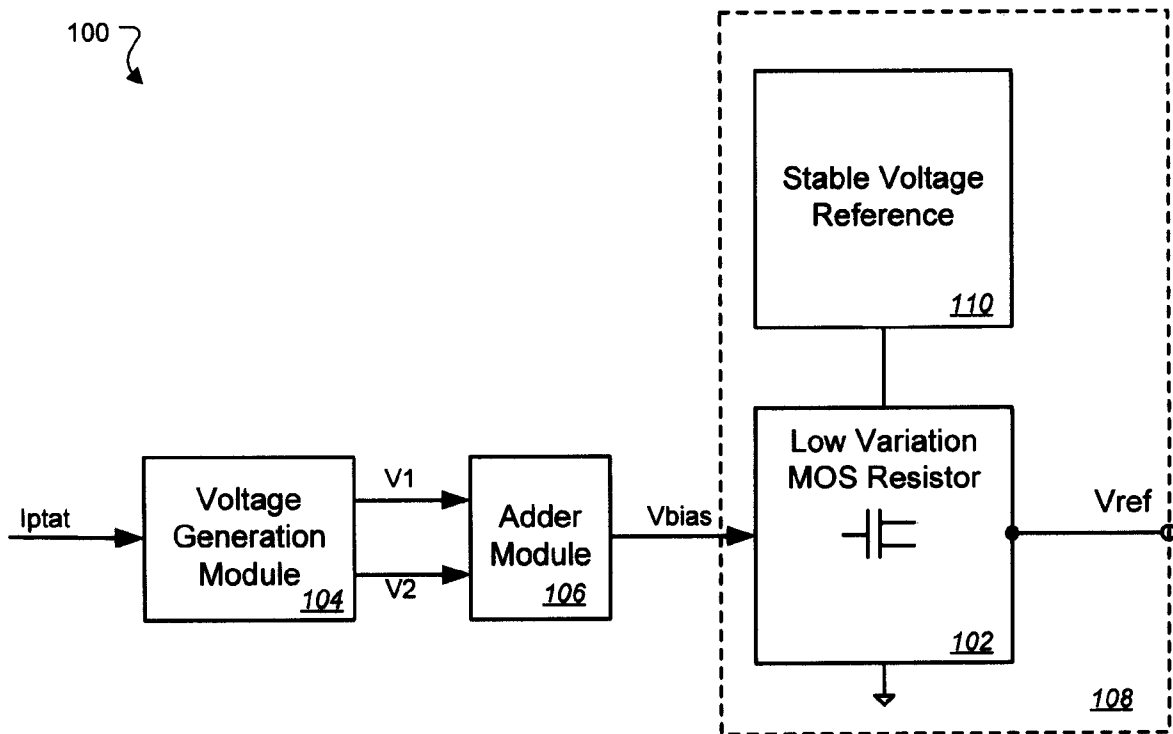 100
Stable Voltage
Reference
110
Low Variation
MOS Resistor
102
Vref
108
Iptat
Voltage
Generation
Module
104
V1
V2
Adder
Module
106
Vbias